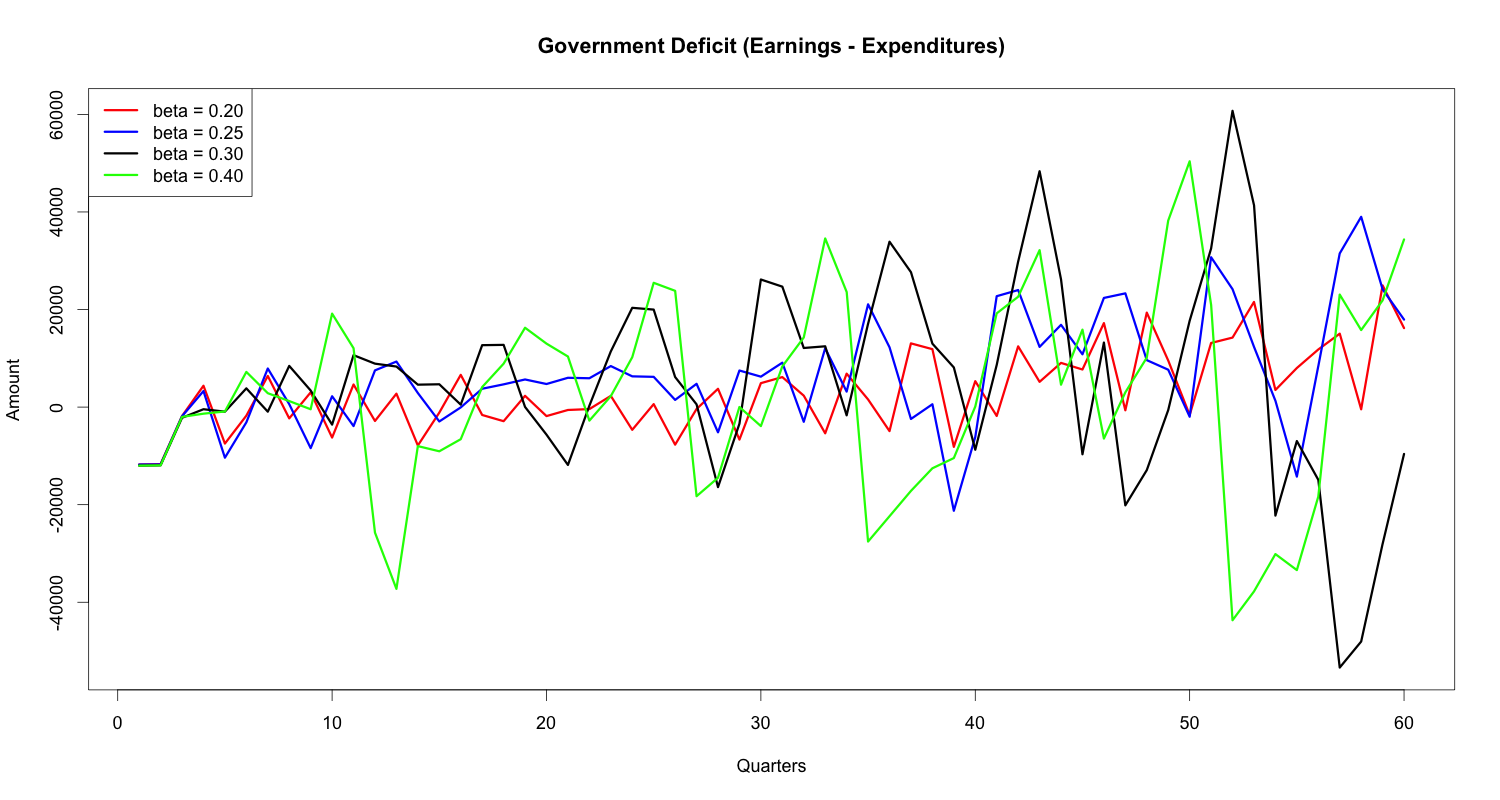 Government Deficit (Earnings - Expenditures)
beta = 0.20
beta = 0.25
beta = 0.30
beta = 0.40
Amount
60000
40000
20000
0
-20000
-40000
0 10 20 30 40 50 60
Quarters